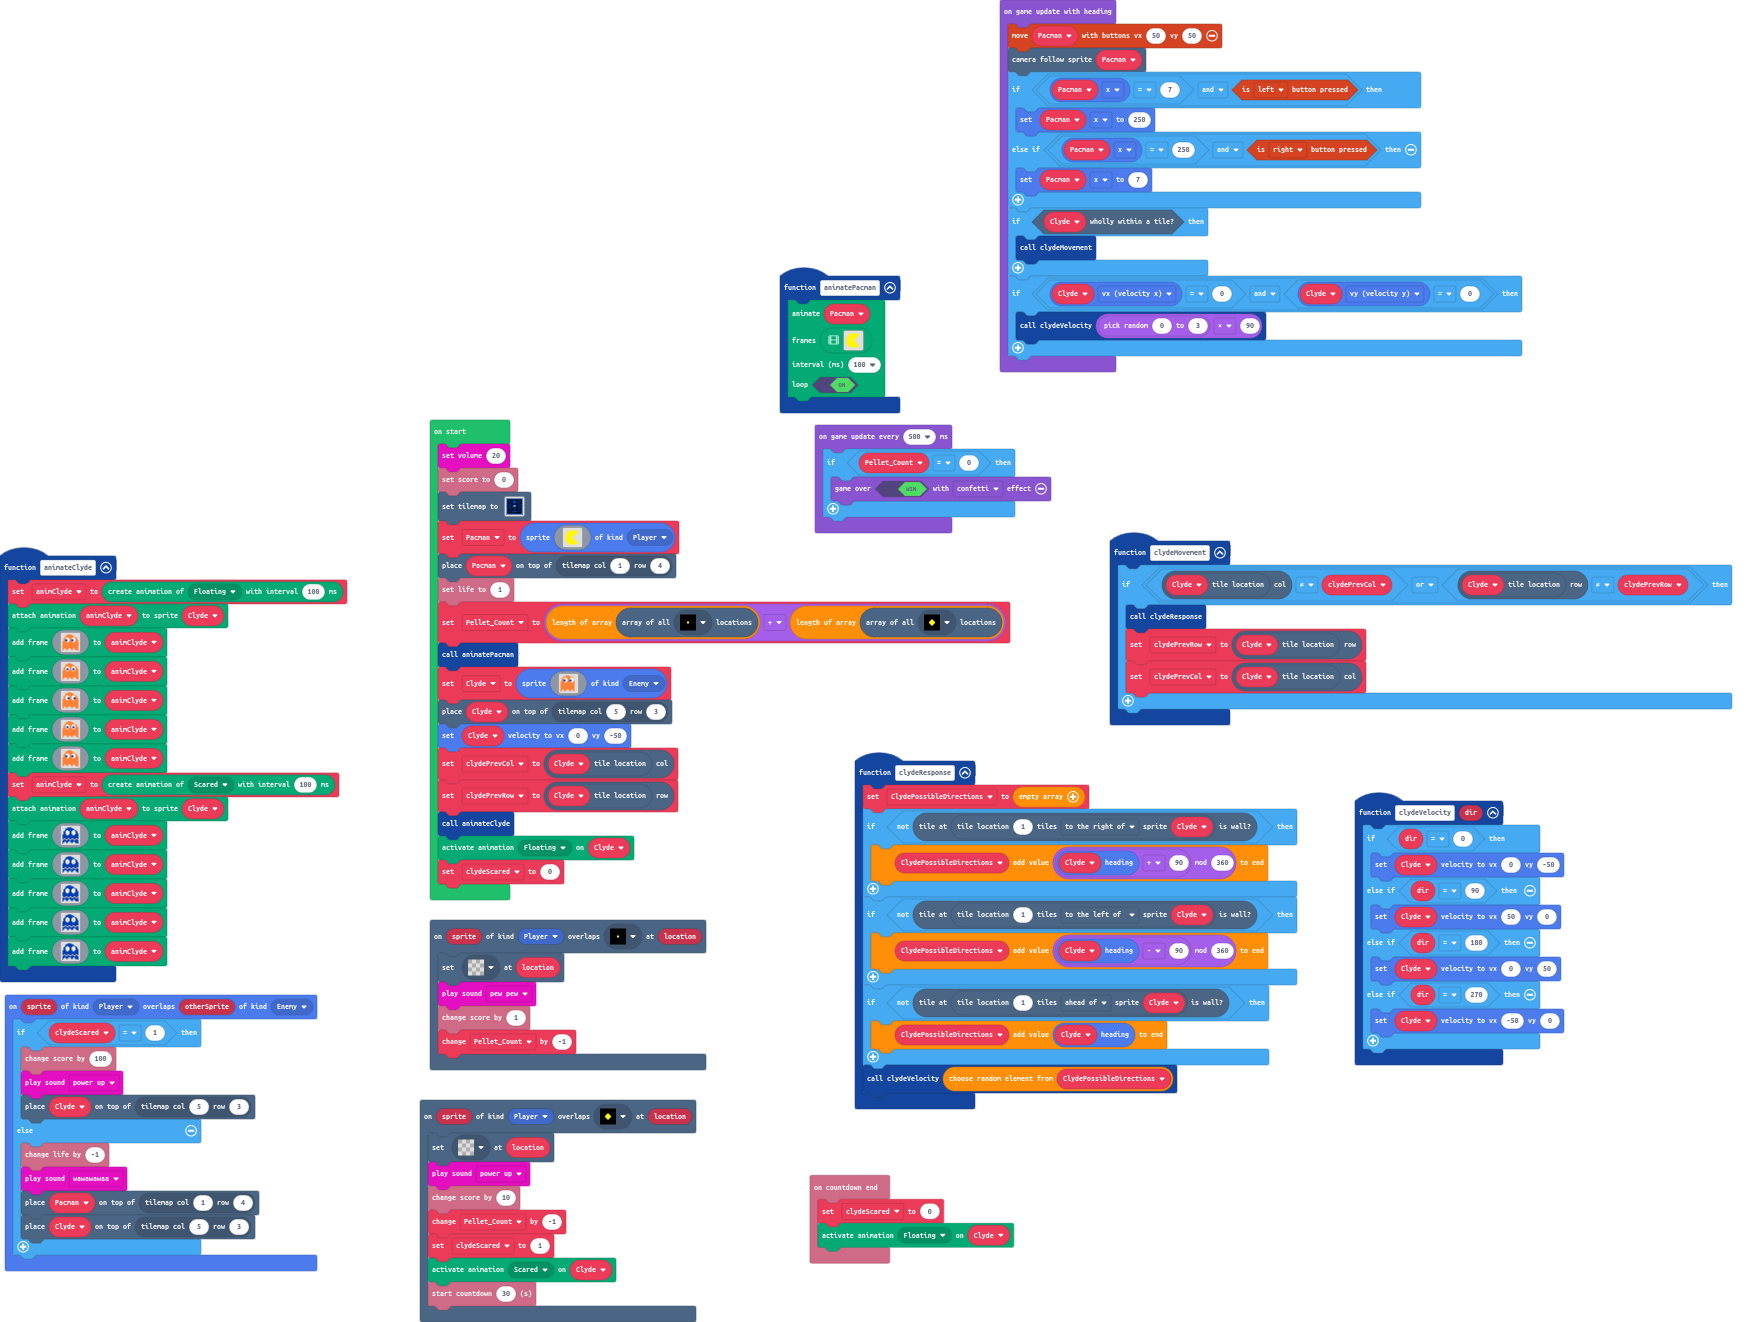 on game update with heading
move Pacman with buttons vx 50 vy 50
camera follow sprite Pacman
if Pacman x = 7 and is left button pressed then
set Pacman x to 250
else if Pacman x = 250 and is right button pressed then
set Pacman x to 7
if Clyde wholly within a tile? then
call clydeMovement
if Clyde vx (velocity x) = 0 and Clyde vy (velocity y) = 0 then
call clydeVelocity pick random 0 to 3 × 90
function animatePacman
animate Pacman
frames
interval (ms) 100
loop ON
on start
set volume 20
set score to 0
set tilemap to
set Pacman to sprite of kind Player
place Pacman on top of tilemap col 1 row 4
set life to 1
set Pellet_Count to length of array array of all locations + length of array array of all locations
call animatePacman
set Clyde to sprite of kind Enemy
place Clyde on top of tilemap col 5 row 3
set Clyde velocity to vx 0 vy -50
set clydePrevCol to Clyde tile location col
set clydePrevRow to Clyde tile location row
call animateClyde
activate animation Floating on Clyde
set clydeScared to 0
on game update every 500 ms
if Pellet_Count = 0 then
game over WIN with confetti effect
function animateClyde
set animClyde to create animation of Floating with interval 100 ms
attach animation animClyde to sprite Clyde
add frame to animClyde
add frame to animClyde
add frame to animClyde
add frame to animClyde
add frame to animClyde
set animClyde to create animation of Scared with interval 100 ms
attach animation animClyde to sprite Clyde
add frame to animClyde
add frame to animClyde
add frame to animClyde
add frame to animClyde
add frame to animClyde
function clydeMovement
if Clyde tile location col ≠ clydePrevCol or Clyde tile location row ≠ clydePrevRow then
call clydeResponse
set clydePrevRow to Clyde tile location row
set clydePrevCol to Clyde tile location col
function clydeResponse
set ClydePossibleDirections to empty array
if not tile at tile location 1 tiles to the right of sprite Clyde is wall? then
ClydePossibleDirections add value Clyde heading + 90 mod 360 to end
if not tile at tile location 1 tiles to the left of sprite Clyde is wall? then
ClydePossibleDirections add value Clyde heading - 90 mod 360 to end
if not tile at tile location 1 tiles ahead of sprite Clyde is wall? then
ClydePossibleDirections add value Clyde heading to end
call clydeVelocity choose random element from ClydePossibleDirections
function clydeVelocity dir
if dir = 0 then
set Clyde velocity to vx 0 vy -50
else if dir = 90 then
set Clyde velocity to vx 50 vy 0
else if dir = 180 then
set Clyde velocity to vx 0 vy 50
else if dir = 270 then
set Clyde velocity to vx -50 vy 0
on sprite of kind Player overlaps at location
set at location
play sound pew pew
change score by 1
change Pellet_Count by -1
on sprite of kind Player overlaps otherSprite of kind Enemy
if clydeScared = 1 then
change score by 100
play sound power up
place Clyde on top of tilemap col 5 row 3
else
change life by -1
play sound wawawawaa
place Pacman on top of tilemap col 1 row 4
place Clyde on top of tilemap col 5 row 3
on sprite of kind Player overlaps at location
set at location
play sound power up
change score by 10
change Pellet_Count by -1
set clydeScared to 1
activate animation Scared on Clyde
start countdown 30 (s)
on countdown end
set clydeScared to 0
activate animation Floating on Clyde